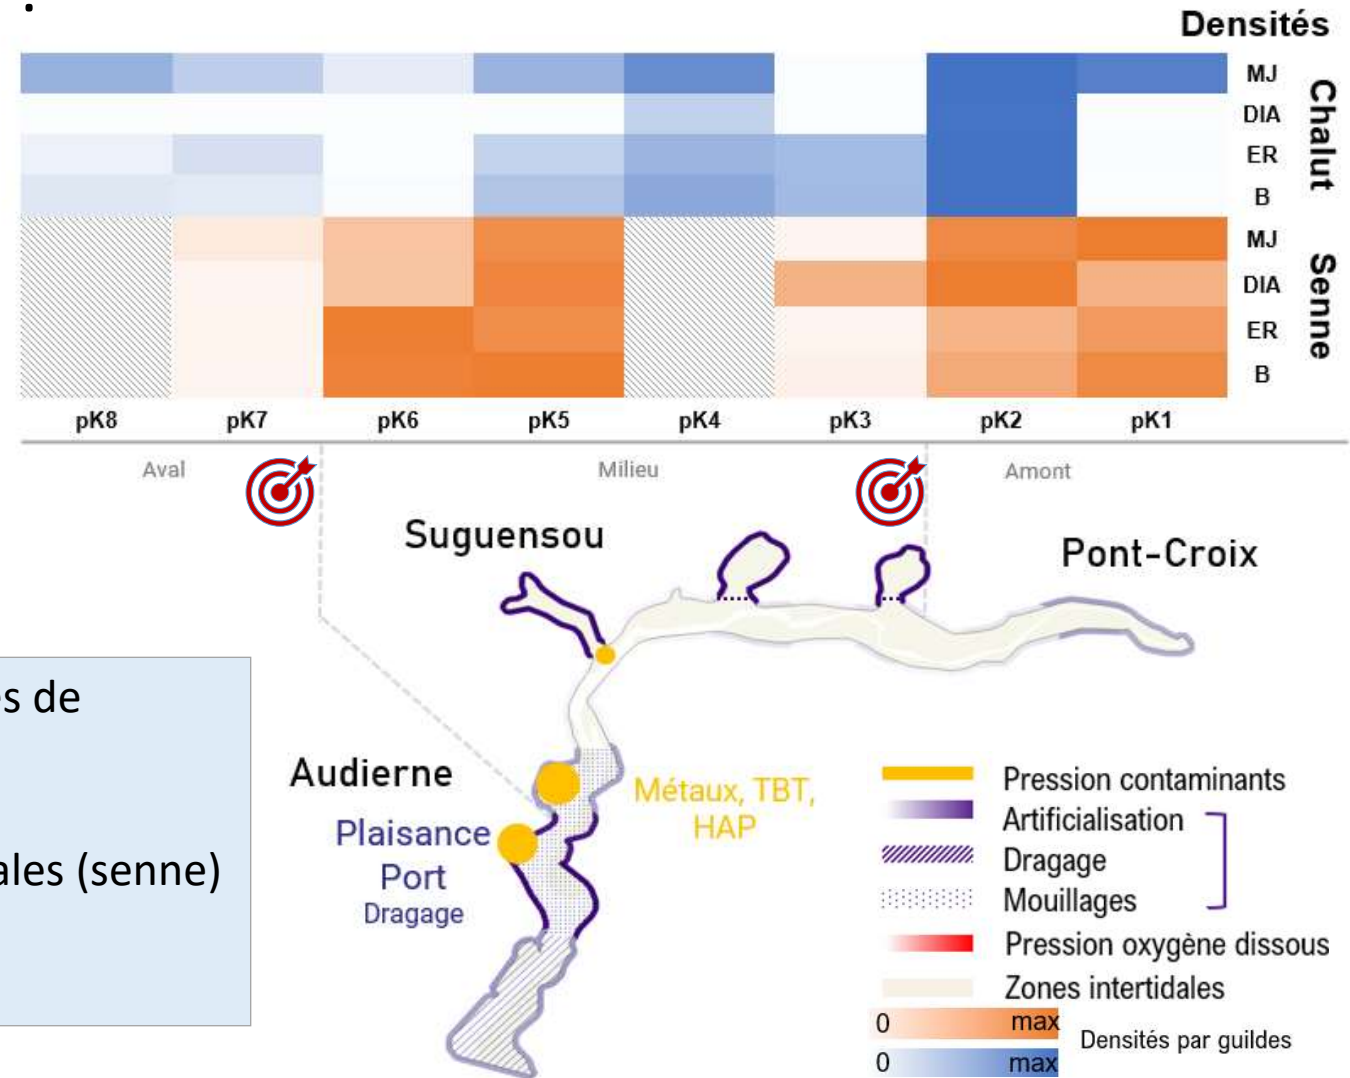 :
Densités
MJ
DIA
ER
B
Chalut
MJ
DIA
ER
B
Senne
pK8 pK7 pK6 pK5 pK4 pK3 pK2 pK1
Aval Milieu Amont
Suguensou
Pont-Croix
s de
ales (senne)
Audierne
Plaisance
Port
Dragage
Métaux, TBT,
HAP
Pression contaminants
Artificialisation
Dragage
Mouillages
Pression oxygène dissous
Zones intertidales
0 max
Densités par guildes
0 max